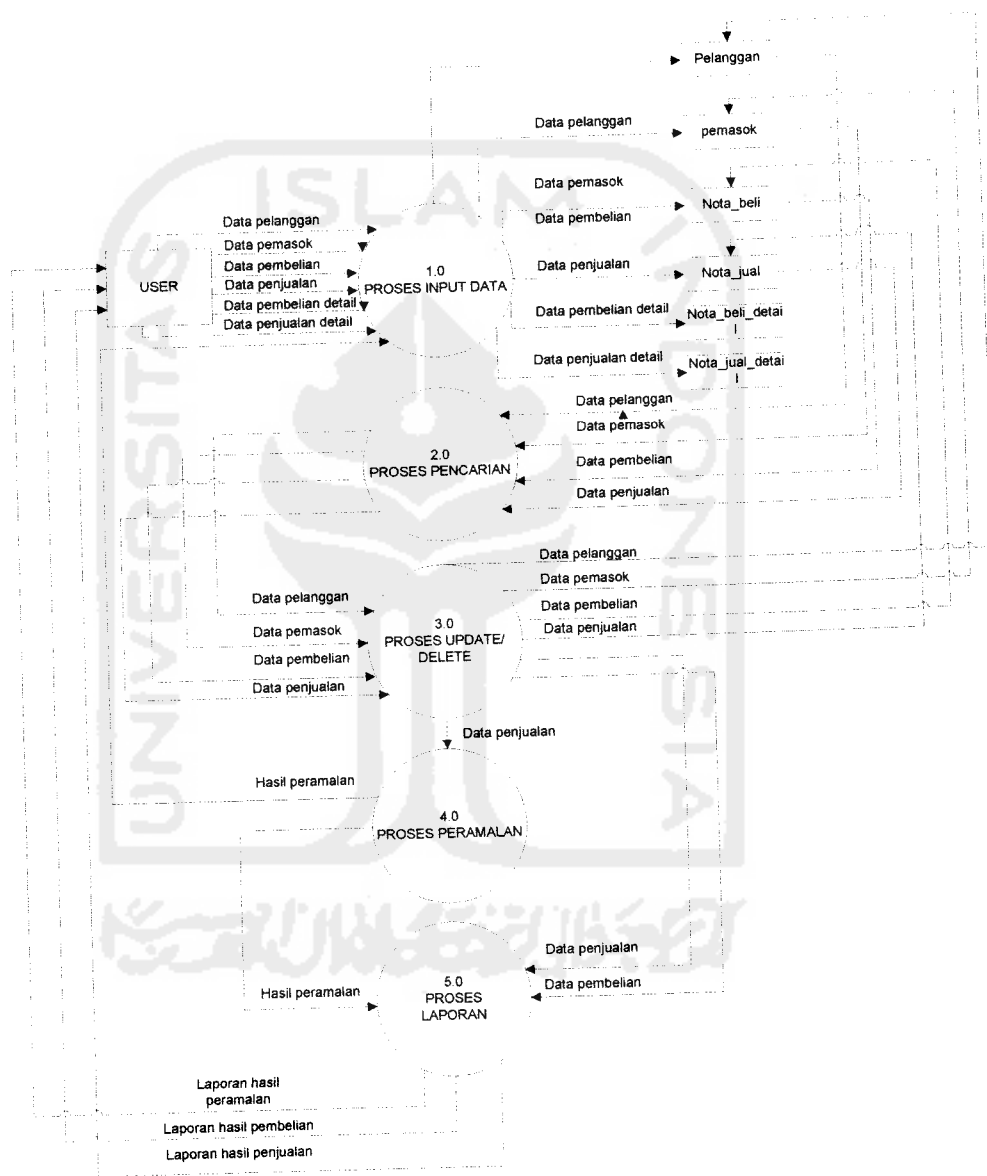 Pelanggan
Data pelanggan
pemasok
Data pemasok
Nota_beli
Data pembelian
Data pelanggan
Data pemasok
Data pembelian
Data penjualan
Data pembelian detail
Data penjualan detail
USER
1.0
PROSES INPUT DATA
Data penjualan
Nota_jual
Data pembelian detail
Nota_beli_detai
l
Data penjualan detail
Nota_jual_detai
l
Data pelanggan
Data pemasok
2.0
PROSES PENCARIAN
Data pembelian
Data penjualan
Data pelanggan
Data pemasok
Data pembelian
Data penjualan
Data pelanggan
Data pemasok
Data pembelian
Data penjualan
3.0
PROSES UPDATE/
DELETE
Data penjualan
Hasil peramalan
4.0
PROSES PERAMALAN
Data penjualan
Data pembelian
Hasil peramalan
5.0
PROSES
LAPORAN
Laporan hasil
peramalan
Laporan hasil pembelian
Laporan hasil penjualan
UNIVERSITAS
ISLAM
INDONESIA